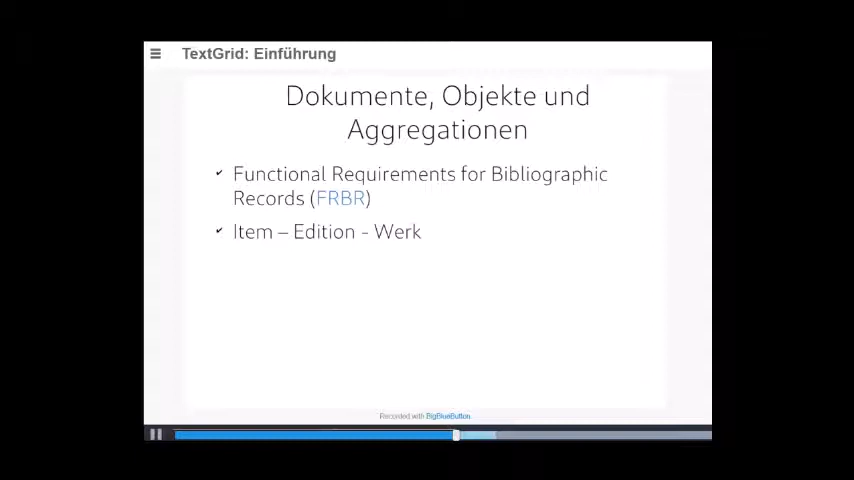 TextGrid: Einführung
Dokumente, Objekte und
Aggregationen
Functional Requirements for Bibliographic
Records (FRBR)
Item – Edition - Werk
Recorded with BigBlueButton.